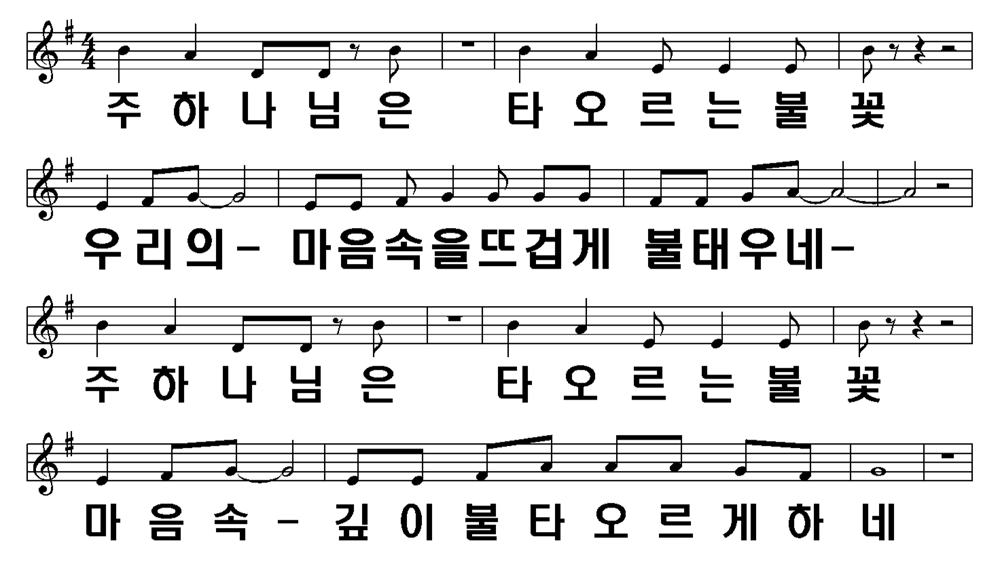 주 하 나 님 은 타 오 르 는 불 꽃
우 리 의 - 마음속을뜨겁게 불태우네-
주 하 나 님 은 타 오 르 는 불 꽃
마 음 속 - 깊 이 불 타 오 르 게 하 네